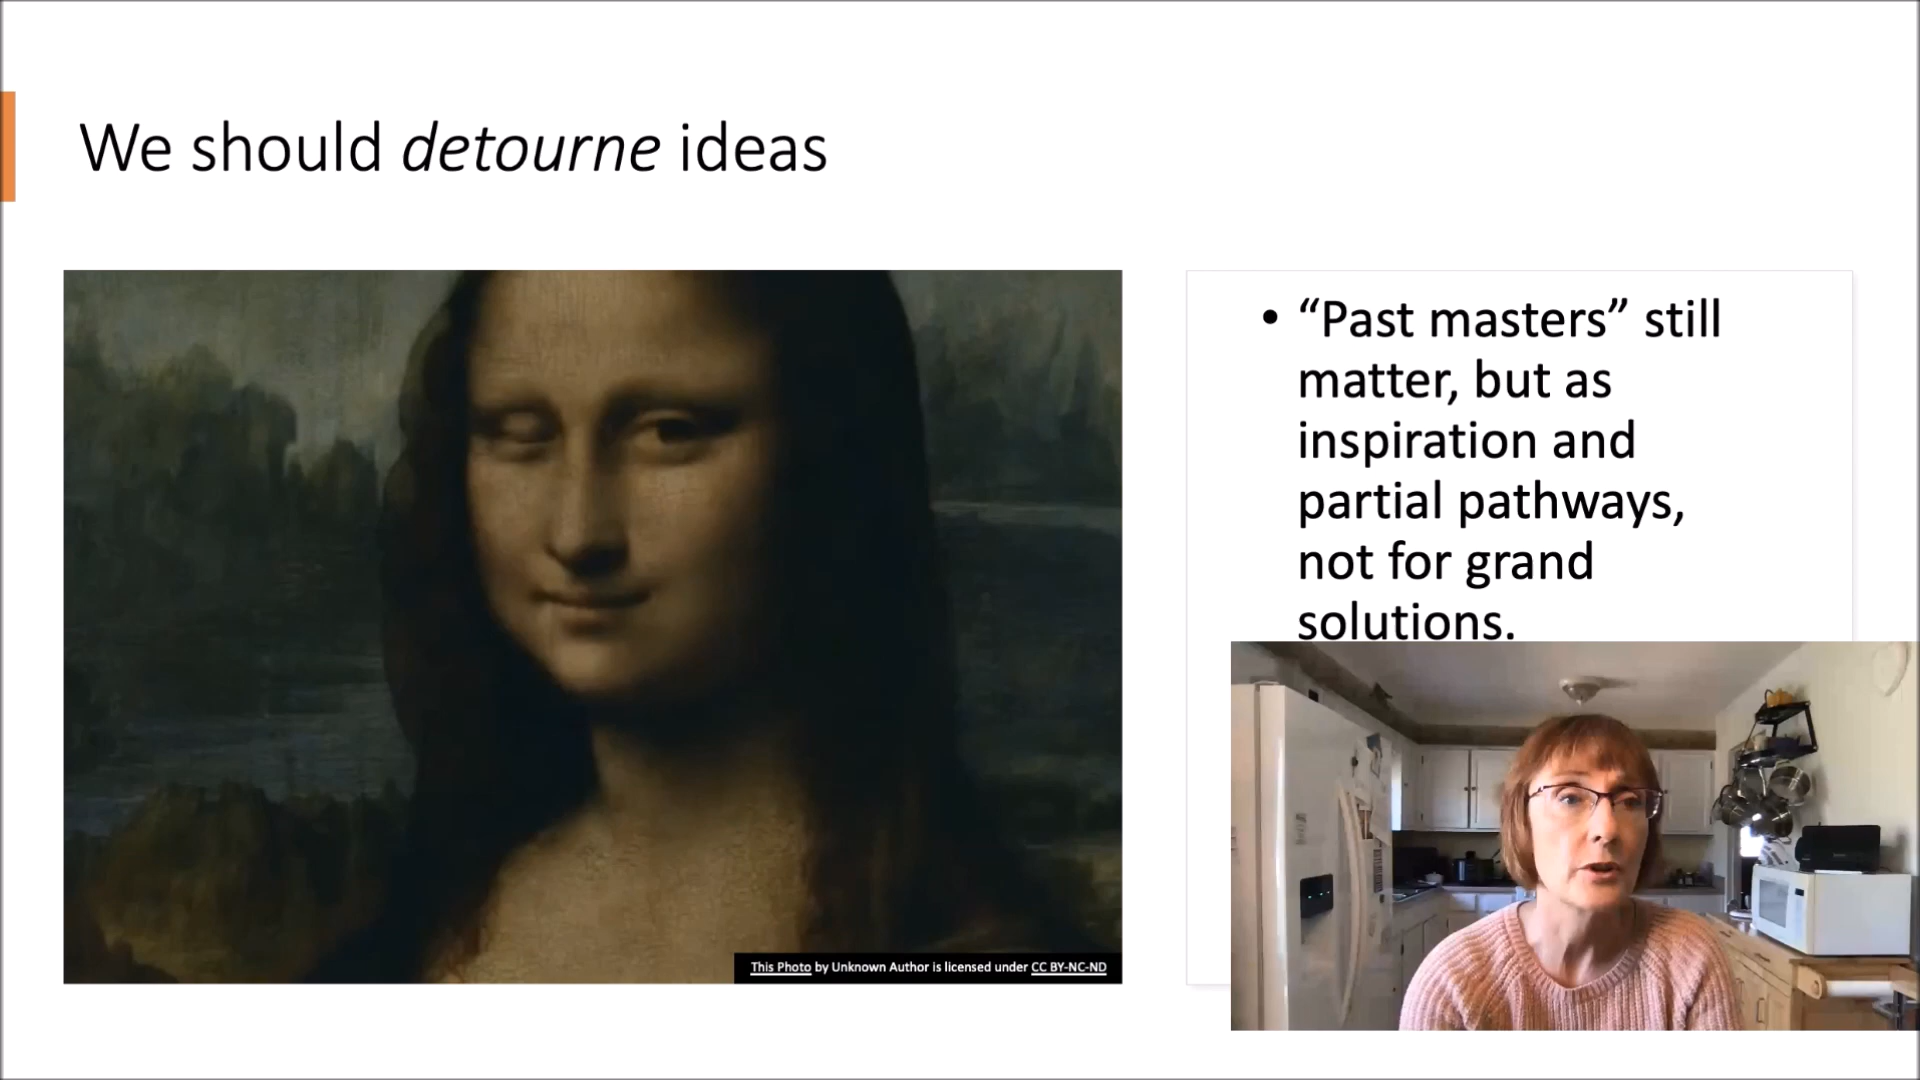 We should detourne ideas
• “Past masters” still
matter, but as
inspiration and
partial pathways,
not for grand
solutions.
This Photo by Unknown Author is licensed under CC BY-NC-ND